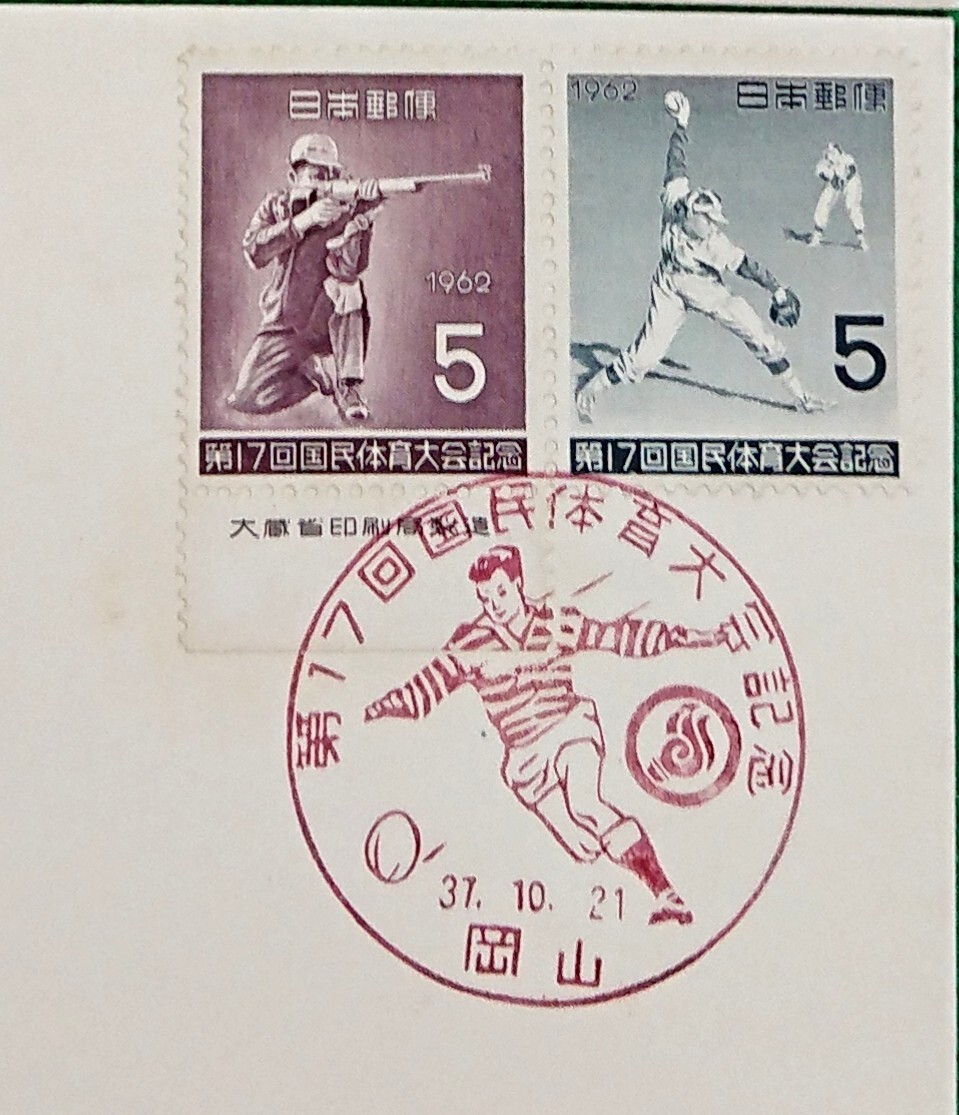 日本郵便
1962
5
第17回国民体育大会記念
1962
日本郵便
5
第17回国民体育大会記念
大蔵省印刷局製造
第17回国民体育大会記念
37. 10. 21
岡山